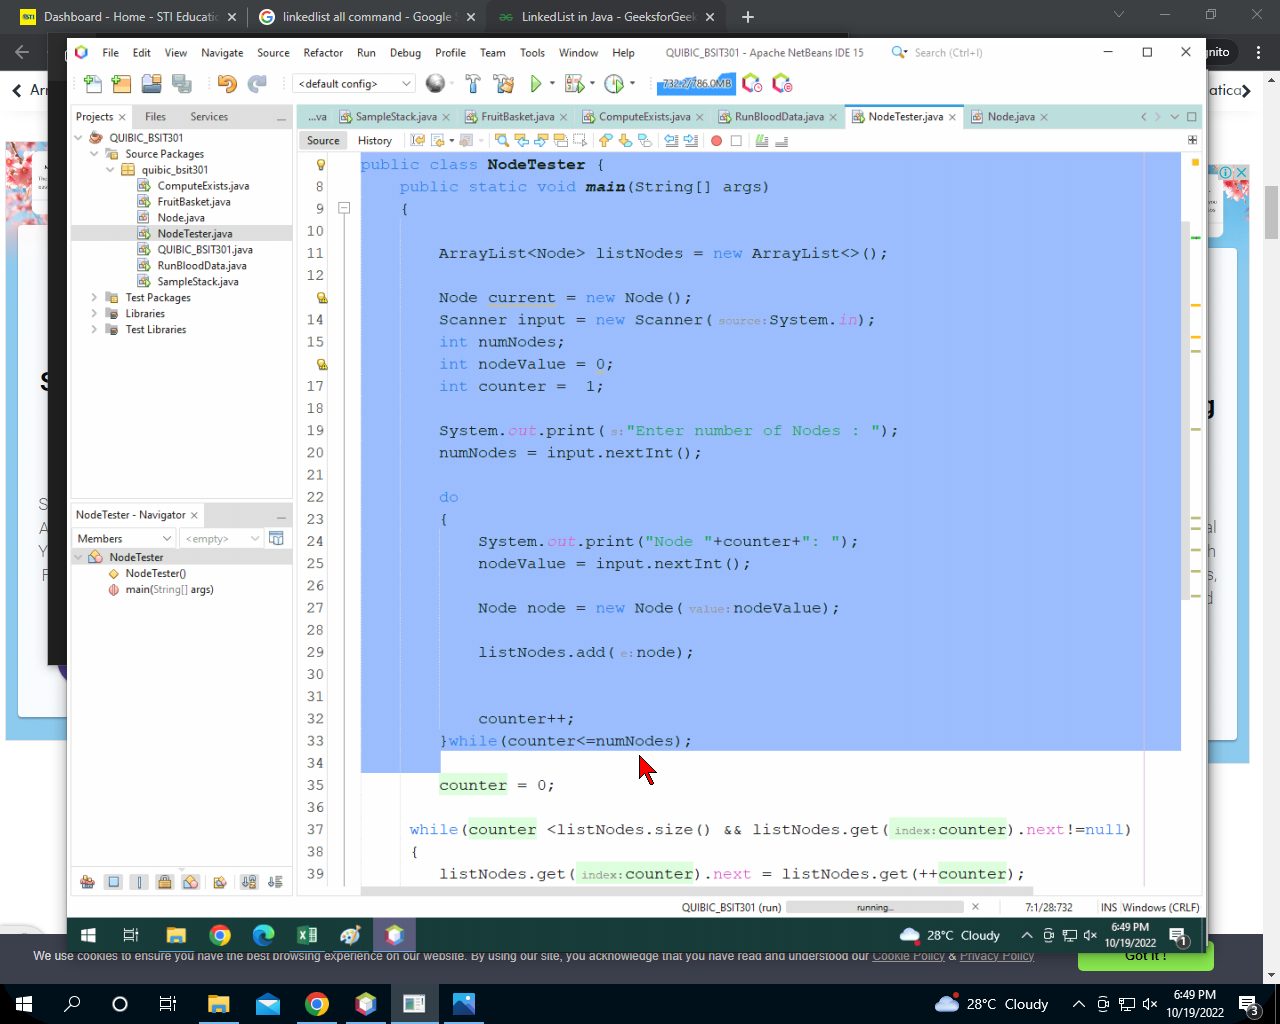 Dashboard - Home - STI Educatio
linkedlist all command - Google S
LinkedList in Java - GeeksforGeek
File Edit View Navigate Source Refactor Run Debug Profile Team Tools Window Help
QUIBIC_BSIT301 - Apache NetBeans IDE 15
Search (Ctrl+I)
<default config>
732.2/786.0MB
Projects Files Services
...va SampleStack.java FruitBasket.java ComputeExists.java RunBloodData.java NodeTester.java Node.java
Source History
QUIBIC_BSIT301
Source Packages
quibic_bsit301
ComputeExists.java
FruitBasket.java
Node.java
NodeTester.java
QUIBIC_BSIT301.java
RunBloodData.java
SampleStack.java
Test Packages
Libraries
Test Libraries
NodeTester - Navigator
Members <empty>
NodeTester
NodeTester()
main(String[] args)
public class NodeTester {
8 public static void main(String[] args)
9 {
10
11 ArrayList<Node> listNodes = new ArrayList<>();
12
Node current = new Node();
14 Scanner input = new Scanner( source: System.in);
15 int numNodes;
int nodeValue = 0;
17 int counter =  1;
18
19 System.out.print( s: "Enter number of Nodes : ");
20 numNodes = input.nextInt();
21
22 do
23 {
24 System.out.print("Node "+counter+": ");
25 nodeValue = input.nextInt();
26
27 Node node = new Node( value: nodeValue);
28
29 listNodes.add( e: node);
30
31
32 counter++;
33 }while(counter<=numNodes);
34
35 counter = 0;
36
37 while(counter <listNodes.size() && listNodes.get( index: counter).next!=null)
38 {
39 listNodes.get( index: counter).next = listNodes.get(++counter);
QUIBIC_BSIT301 (run) running... 7:1/28:732 INS Windows (CRLF)
28°C Cloudy
6:49 PM
10/19/2022
1
We use cookies to ensure you have the best browsing experience on our website. By using our site, you acknowledge that you have read and understood our Cookie Policy & Privacy Policy
Got It !
28°C Cloudy
6:49 PM
10/19/2022
3